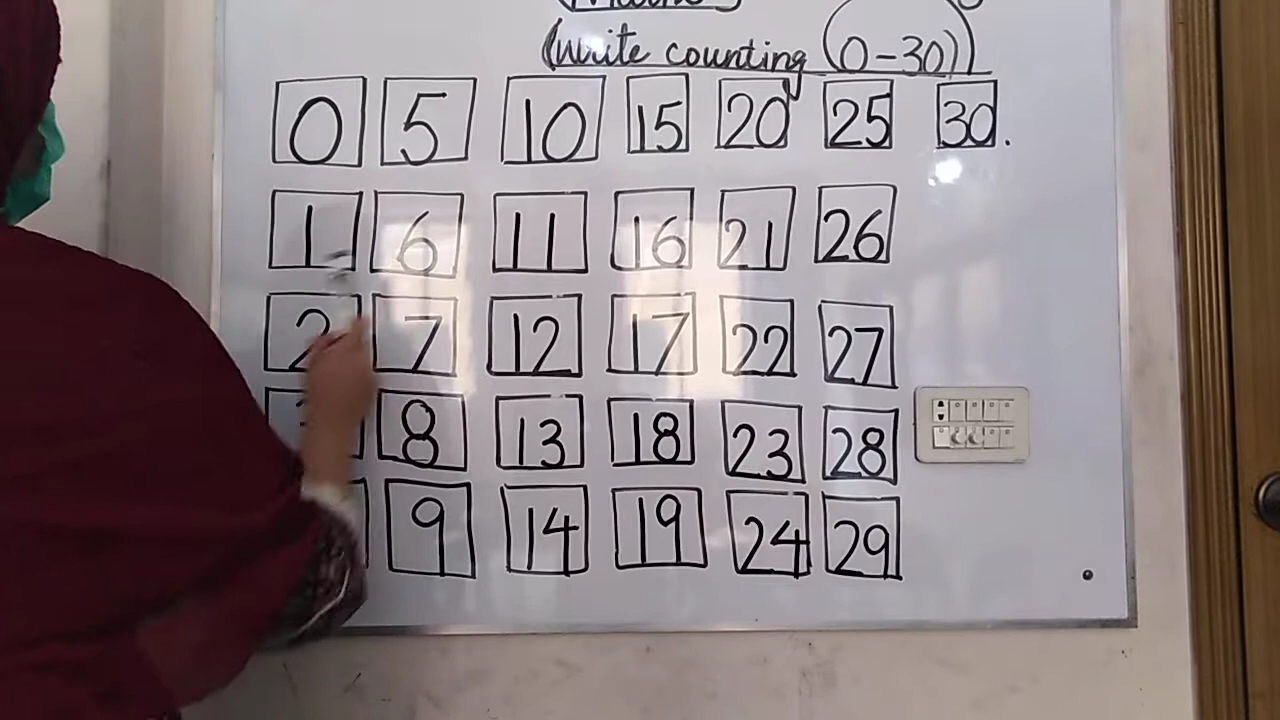 (write counting (0-30))
0 5 10 15 20 25 30.
1 6 11 16 21 26
2 7 12 17 22 27
8 13 18 23 28
9 14 19 24 29